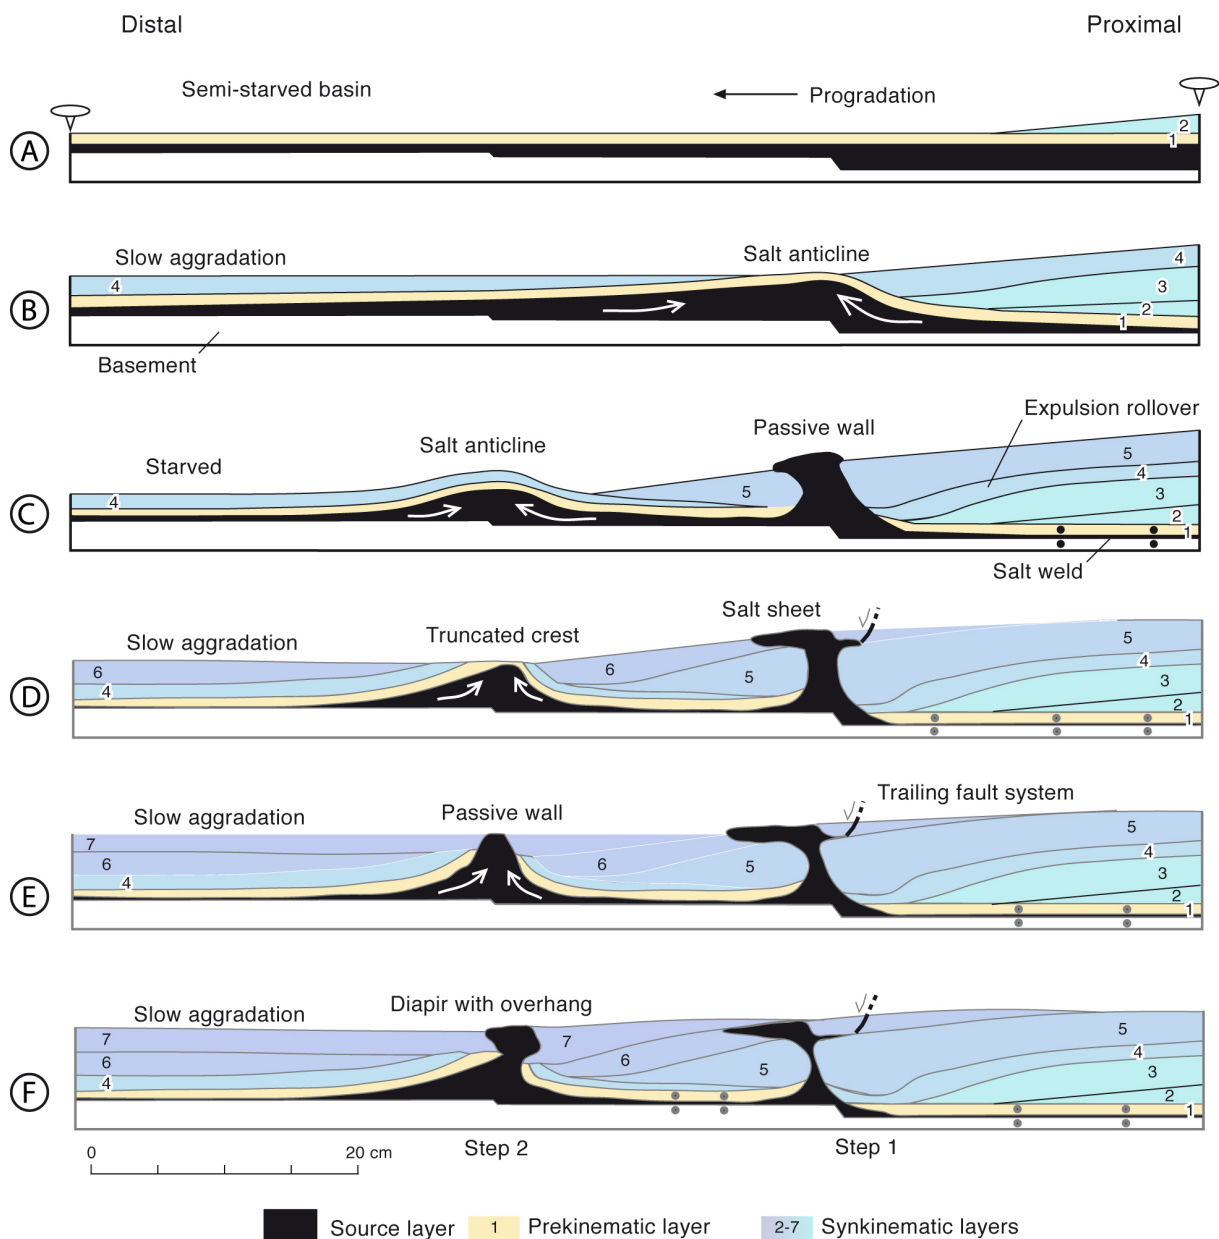 Distal
Proximal
Semi-starved basin
Progradation
A
2
1
Slow aggradation
Salt anticline
4
4
3
2
1
B
Basement
Expulsion rollover
Passive wall
Salt anticline
Starved
5
4
5
4
3
2
1
C
Salt weld
Salt sheet
Truncated crest
Slow aggradation
5
6
6
4
5
4
3
2
1
D
Trailing fault system
Passive wall
Slow aggradation
7
5
6
6
5
4
4
3
2
1
E
Diapir with overhang
Slow aggradation
7
7
5
6
6
5
4
4
3
2
1
F
0
20 cm
Step 2
Step 1
Source layer
1
Prekinematic layer
2-7
Synkinematic layers